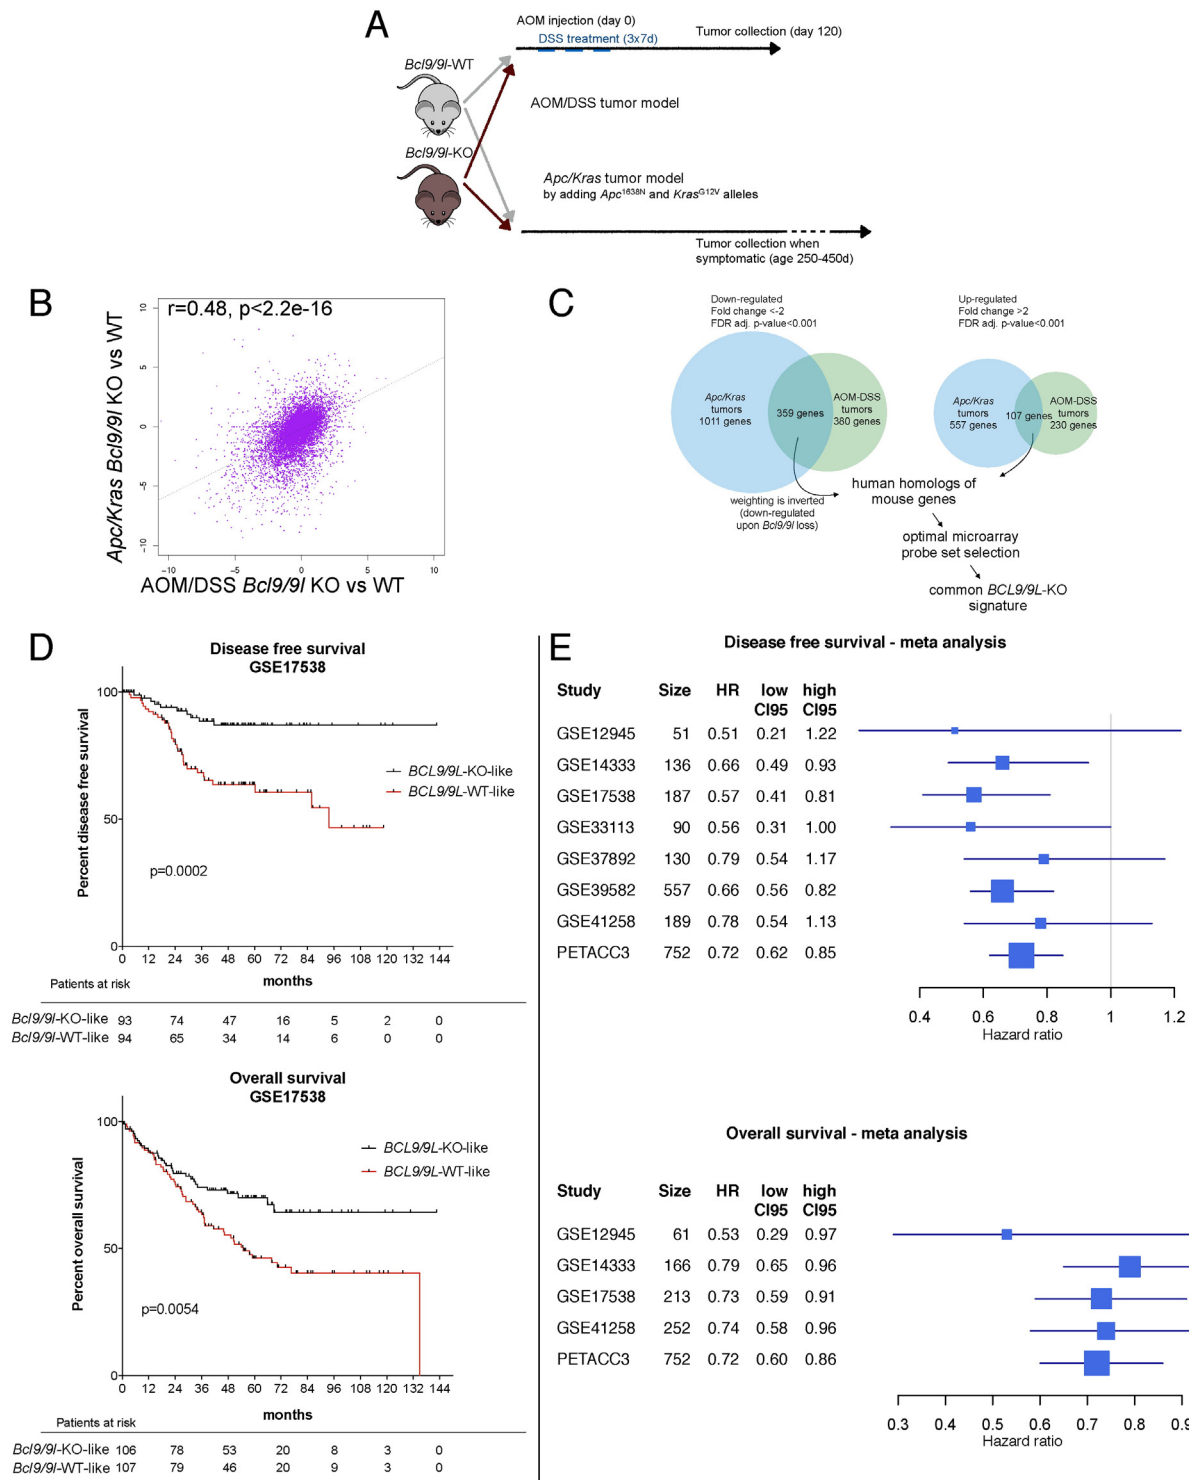 A
AOM injection (day 0)
DSS treatment (3x7d)
Tumor collection (day 120)
Bcl9/9l-WT
AOM/DSS tumor model
Bcl9/9l-KO
Apc/Kras tumor model
by adding Apc1638N and KrasG12V alleles
Tumor collection when
symptomatic (age 250-450d)
B
r=0.48, p<2.2e-16
Apc/Kras Bcl9/9l KO vs WT
10
5
0
−5
−10
−10 −5 0 5 10
AOM/DSS Bcl9/9l KO vs WT
C
Down-regulated
Fold change <-2
FDR adj. p-value<0.001
Up-regulated
Fold change >2
FDR adj. p-value<0.001
Apc/Kras
tumors
1011 genes
359 genes
AOM-DSS
tumors
380 genes
Apc/Kras
tumors
557 genes
107 genes
AOM-DSS
tumors
230 genes
weighting is inverted
(down-regulated
upon Bcl9/9l loss)
human homologs of
mouse genes
optimal microarray
probe set selection
common BCL9/9L-KO
signature
D
Disease free survival
GSE17538
Percent disease free survival
100
50
0
BCL9/9L-KO-like
BCL9/9L-WT-like
p=0.0002
0 12 24 36 48 60 72 84 96 108 120 132 144
months
Patients at risk
Bcl9/9l-KO-like 93 74 47 16 5 2 0
Bcl9/9l-WT-like 94 65 34 14 6 0 0
Overall survival
GSE17538
Percent overall survival
100
50
0
BCL9/9L-KO-like
BCL9/9L-WT-like
p=0.0054
0 12 24 36 48 60 72 84 96 108 120 132 144
months
Patients at risk
Bcl9/9l-KO-like 106 78 53 20 8 3 0
Bcl9/9l-WT-like 107 79 46 20 9 3 0
E
Disease free survival - meta analysis
Study Size HR low CI95 high CI95
GSE12945 51 0.51 0.21 1.22
GSE14333 136 0.66 0.49 0.93
GSE17538 187 0.57 0.41 0.81
GSE33113 90 0.56 0.31 1.00
GSE37892 130 0.79 0.54 1.17
GSE39582 557 0.66 0.56 0.82
GSE41258 189 0.78 0.54 1.13
PETACC3 752 0.72 0.62 0.85
0.4 0.6 0.8 1 1.2
Hazard ratio
Overall survival - meta analysis
Study Size HR low CI95 high CI95
GSE12945 61 0.53 0.29 0.97
GSE14333 166 0.79 0.65 0.96
GSE17538 213 0.73 0.59 0.91
GSE41258 252 0.74 0.58 0.96
PETACC3 752 0.72 0.60 0.86
0.3 0.4 0.5 0.6 0.7 0.8 0.9
Hazard ratio